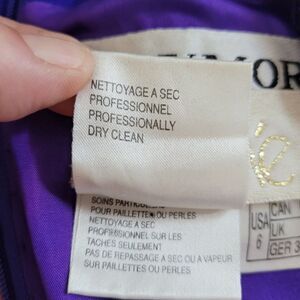 NETTOYAGE A SEC
PROFESSIONNEL
PROFESSIONALLY
DRY CLEAN
SOINS
POUR PAILLETTES OU PERLES
NETTOYAGE A SEC
PROFESSIONNEL SUR LES
TACHES SEULEMENT
PAS DE REPASSAGE A SEC OU A VAPEUR
SUR PAILLETTES OU PERLES
USA
6
CAN
UK
GER 3